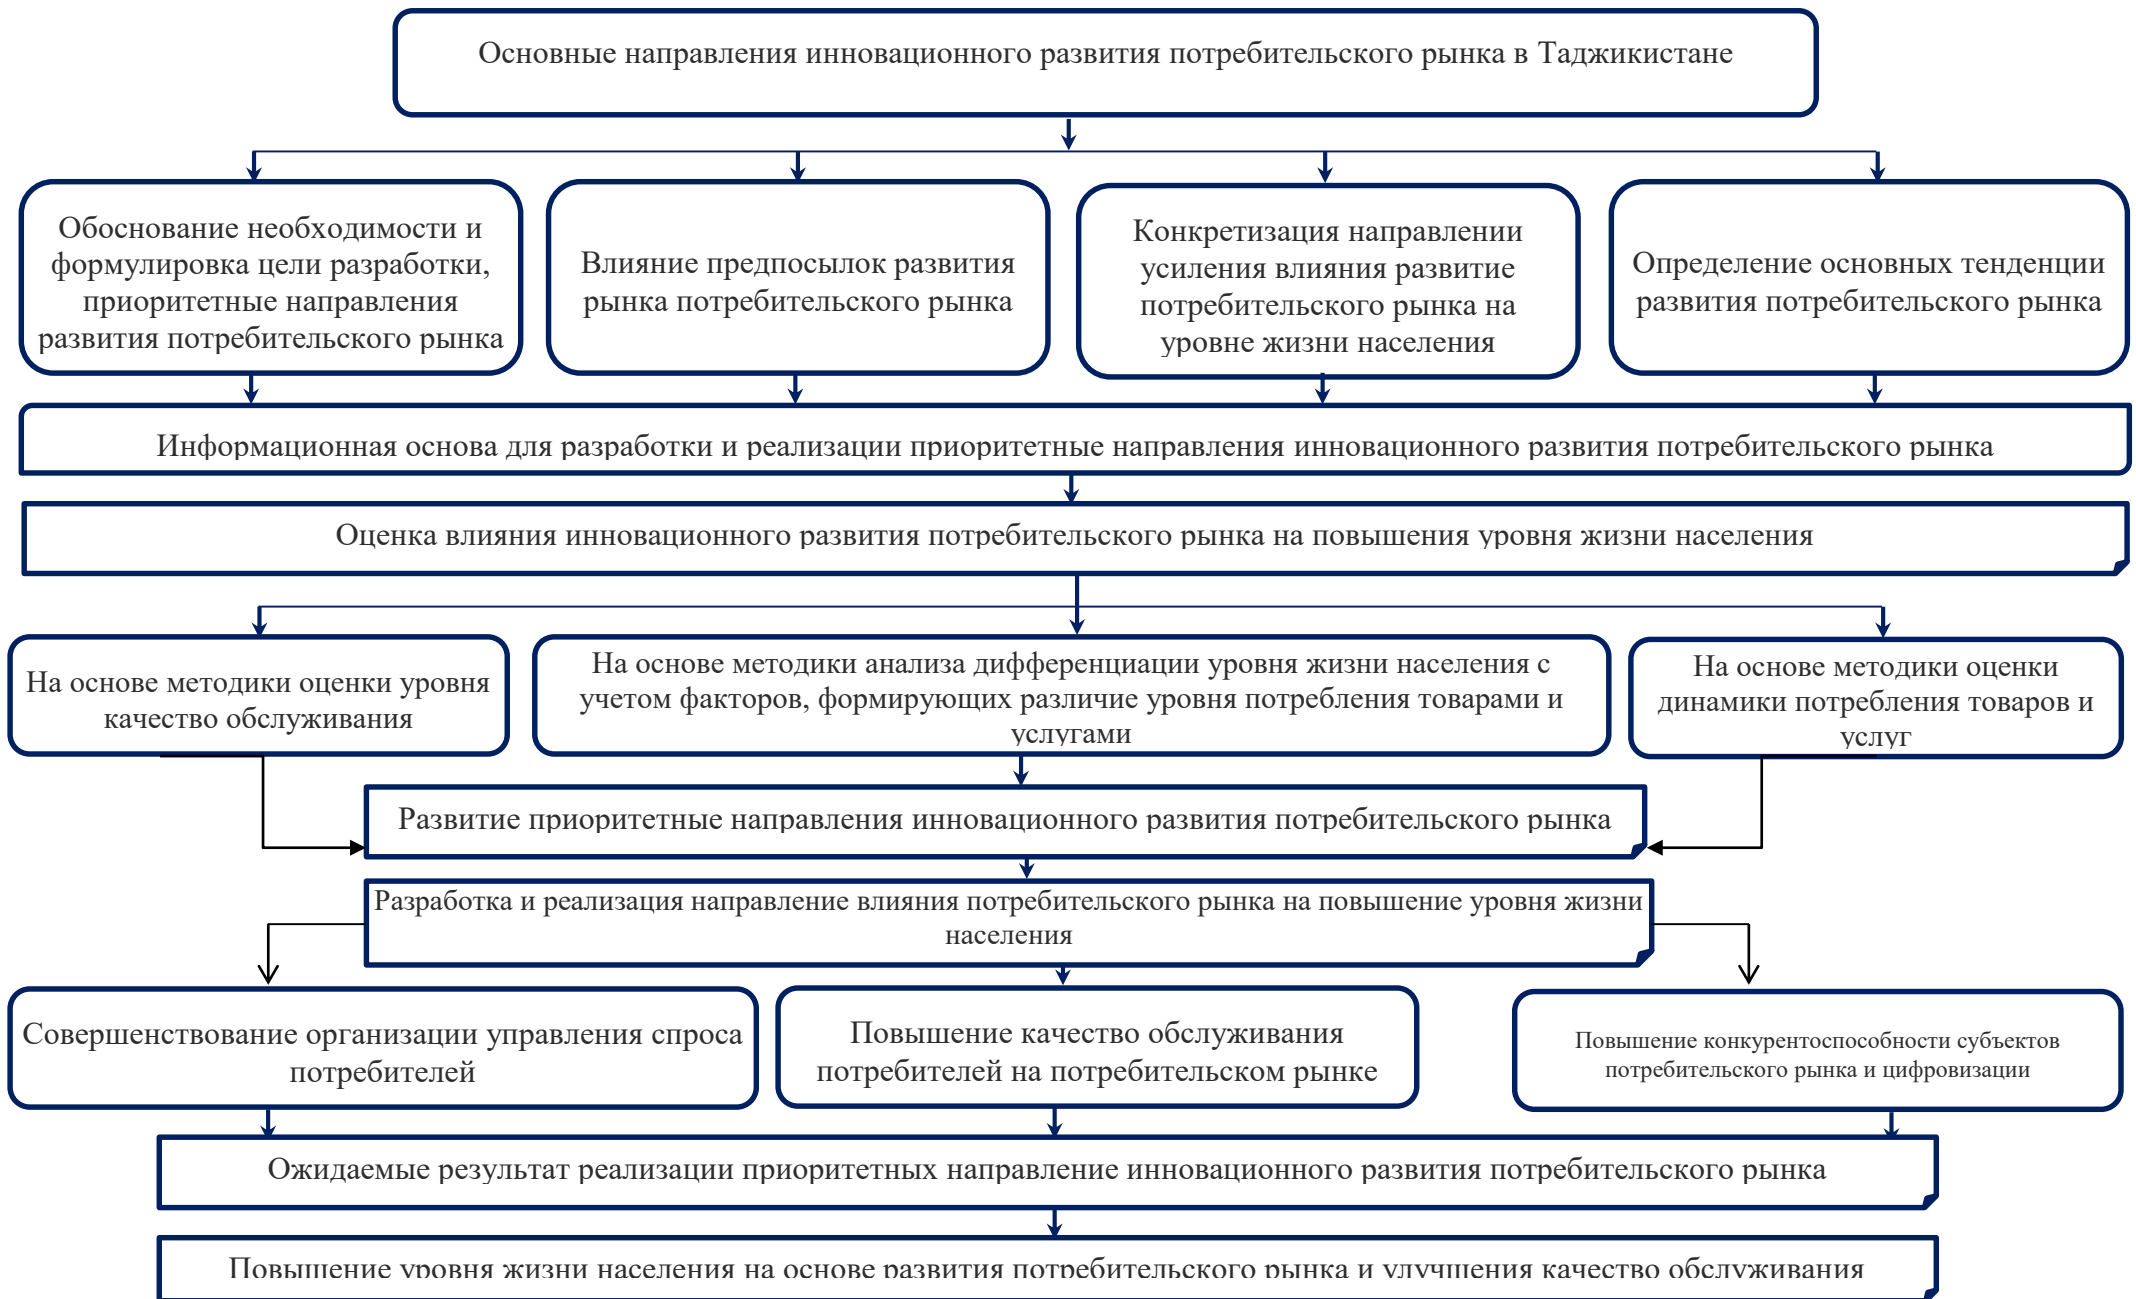 Основные направления инновационного развития потребительского рынка в Таджикистане
Обоснование необходимости и
формулировка цели разработки,
приоритетные направления
развития потребительского рынка
Влияние предпосылок развития
рынка потребительского рынка
Конкретизация направлении
усиления влияния развитие
потребительского рынка на
уровне жизни населения
Определение основных тенденции
развития потребительского рынка
Информационная основа для разработки и реализации приоритетные направления инновационного развития потребительского рынка
Оценка влияния инновационного развития потребительского рынка на повышения уровня жизни населения
На основе методики оценки уровня
качество обслуживания
На основе методики анализа дифференциации уровня жизни населения с
учетом факторов, формирующих различие уровня потребления товарами и
услугами
На основе методики оценки
динамики потребления товаров и
услуг
Развитие приоритетные направления инновационного развития потребительского рынка
Разработка и реализация направление влияния потребительского рынка на повышение уровня жизни
населения
Совершенствование организации управления спроса
потребителей
Повышение качество обслуживания
потребителей на потребительском рынке
Повышение конкурентоспособности субъектов
потребительского рынка и цифровизации
Ожидаемые результат реализации приоритетных направление инновационного развития потребительского рынка
Повышение уровня жизни населения на основе развития потребительского рынка и улучшения качество обслуживания